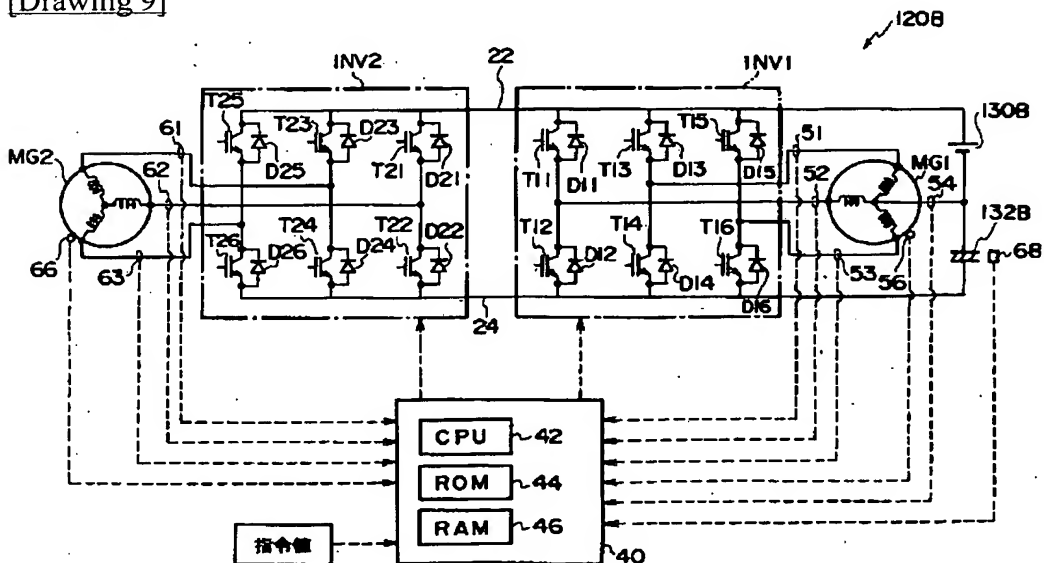 [Drawing 9]
120B
INV2
22
INV1
130B
T25
T23
D23
T21
D25
D21
T15
T11
D11
T13
D13
D15
51
61
MG2
62
52
MG1
54
132B
68
T26
D26
T24
D24
T22
D22
T12
D12
T14
D14
T16
D16
66
63
53
56
24
CPU
42
ROM
44
RAM
46
指令値
40